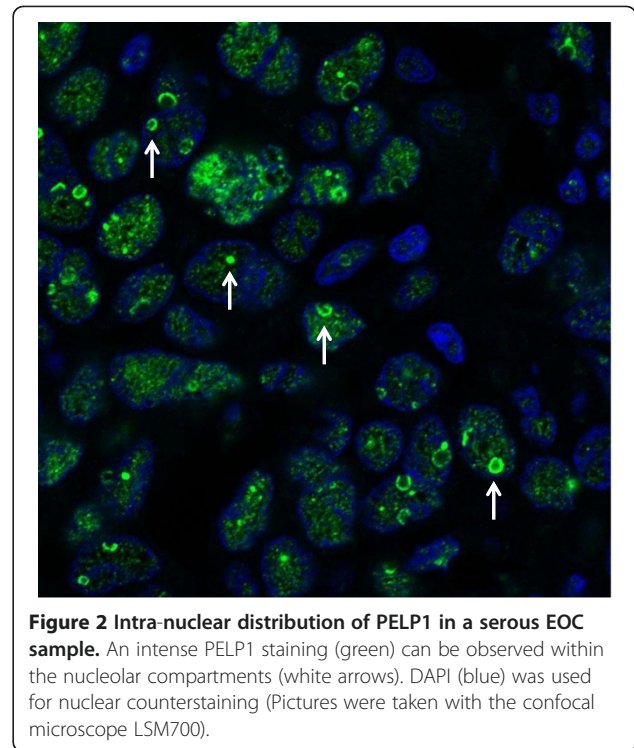 Figure 2 Intra-nuclear distribution of PELP1 in a serous EOC
sample. An intense PELP1 staining (green) can be observed within
the nucleolar compartments (white arrows). DAPI (blue) was used
for nuclear counterstaining (Pictures were taken with the confocal
microscope LSM700).